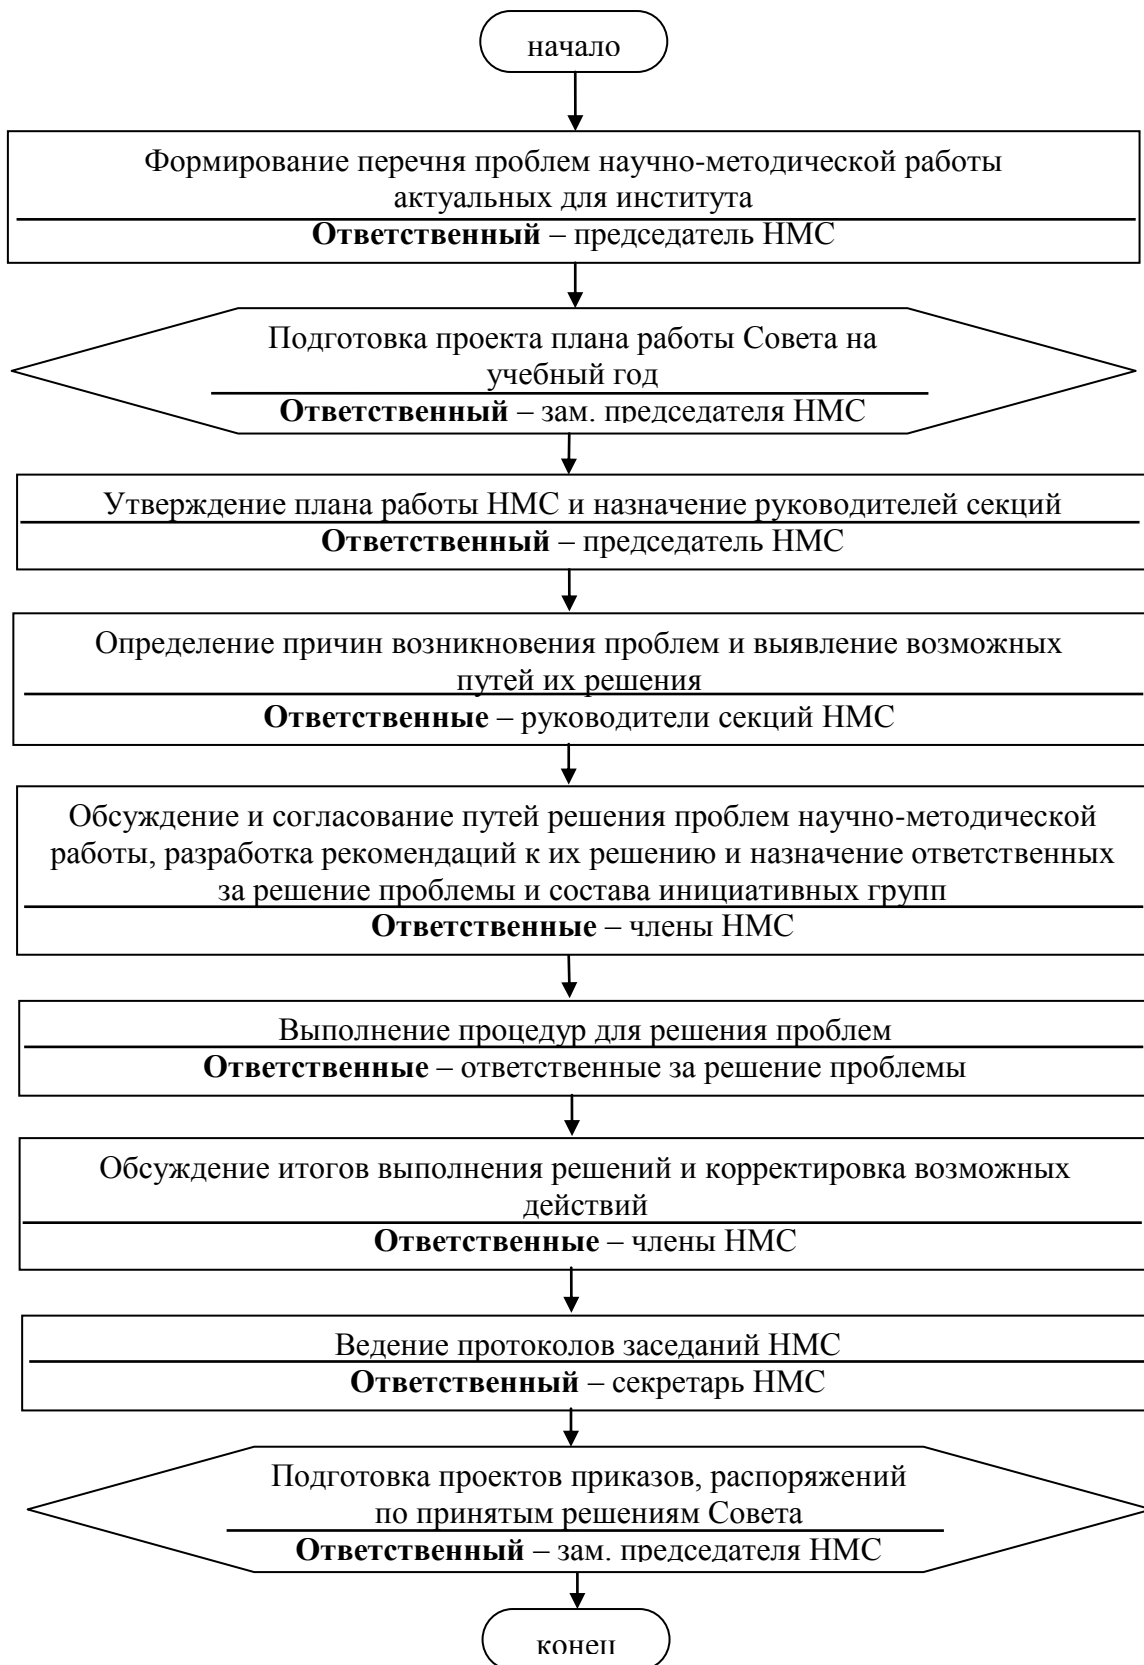 начало
Формирование перечня проблем научно-методической работы
актуальных для института
Ответственный – председатель НМС
Подготовка проекта плана работы Совета на
учебный год
Ответственный – зам. председателя НМС
Утверждение плана работы НМС и назначение руководителей секций
Ответственный – председатель НМС
Определение причин возникновения проблем и выявление возможных
путей их решения
Ответственные – руководители секций НМС
Обсуждение и согласование путей решения проблем научно-методической
работы, разработка рекомендаций к их решению и назначение ответственных
за решение проблемы и состава инициативных групп
Ответственные – члены НМС
Выполнение процедур для решения проблем
Ответственные – ответственные за решение проблемы
Обсуждение итогов выполнения решений и корректировка возможных
действий
Ответственные – члены НМС
Ведение протоколов заседаний НМС
Ответственный – секретарь НМС
Подготовка проектов приказов, распоряжений
по принятым решениям Совета
Ответственный – зам. председателя НМС
конец